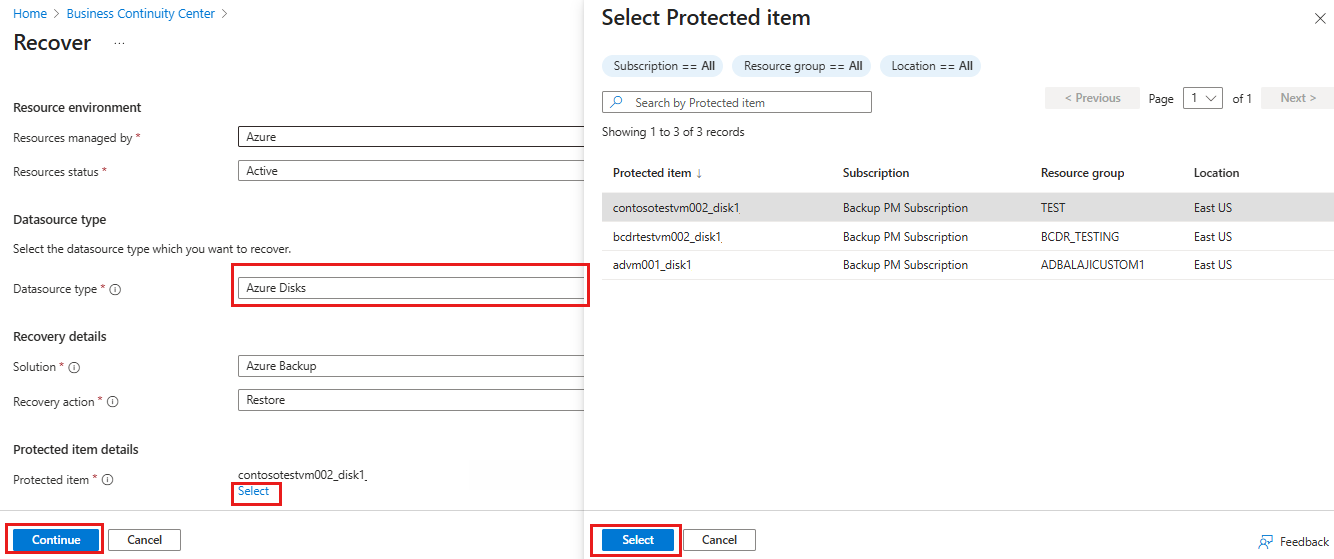 Home > Business Continuity Center >
Recover ...
Resource environment
Resources managed by * Azure
Resources status * Active
Datasource type
Select the datasource type which you want to recover.
Datasource type * Azure Disks
Recovery details
Solution * Azure Backup
Recovery action * Restore
Protected item details
Protected item * contosotestvm002_disk1_
Select
Continue Cancel
Select Protected item
Subscription == All Resource group == All Location == All
Search by Protected item
< Previous Page 1 of 1 Next >
Showing 1 to 3 of 3 records
Protected item ↓ Subscription Resource group Location
contosotestvm002_disk1_ Backup PM Subscription TEST East US
bcdrtestvm002_disk1_ Backup PM Subscription BCDR_TESTING East US
advm001_disk1 Backup PM Subscription ADBALAJICUSTOM1 East US
Select Cancel
Feedback